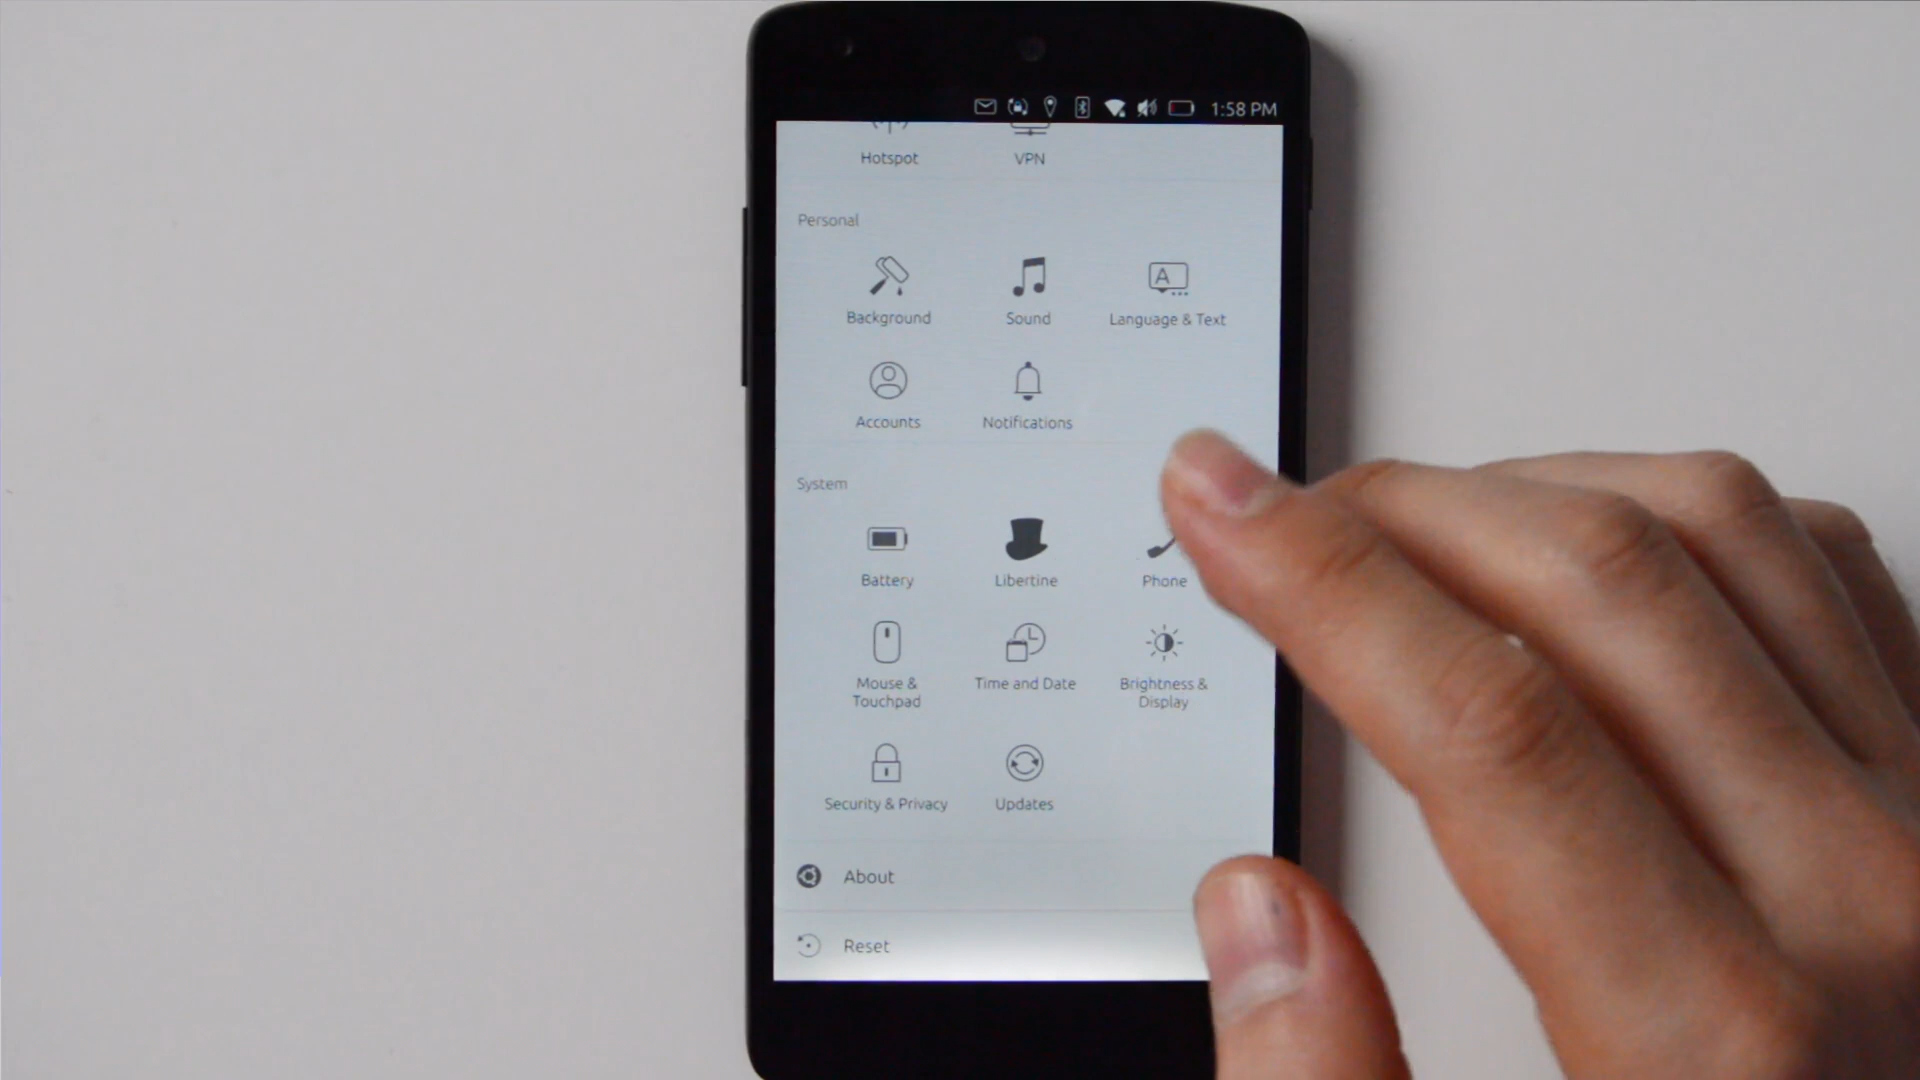 1:58 PM
Hotspot VPN
Personal
Background Sound Language & Text
Accounts Notifications
System
Battery Libertine Phone
Mouse & Touchpad Time and Date Brightness & Display
Security & Privacy Updates
About
Reset